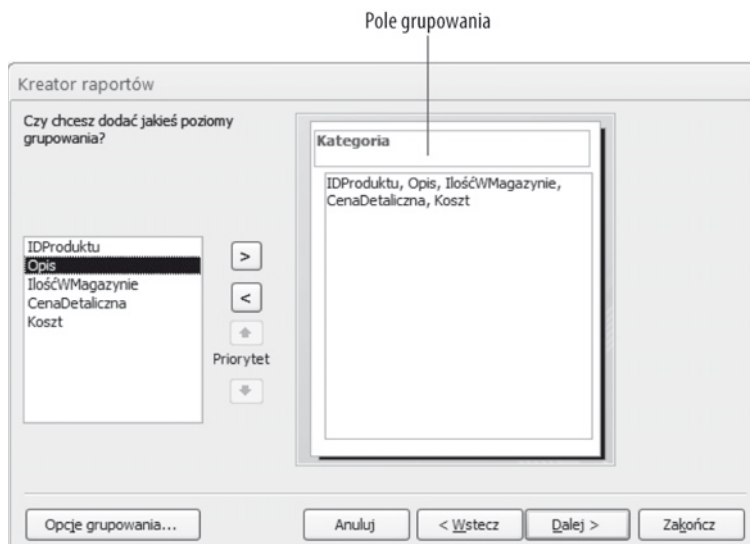 Pole grupowania
Kreator raportów
Czy chcesz dodać jakieś poziomy
grupowania?
Kategoria
IDProduktu, Opis, IlośćWMagazynie,
CenaDetaliczna, Koszt
IDProduktu
Opis
IlośćWMagazynie
CenaDetaliczna
Koszt
>
<
Priorytet
Opcje grupowania...
Anuluj
< Wstecz
Dalej >
Zakończ